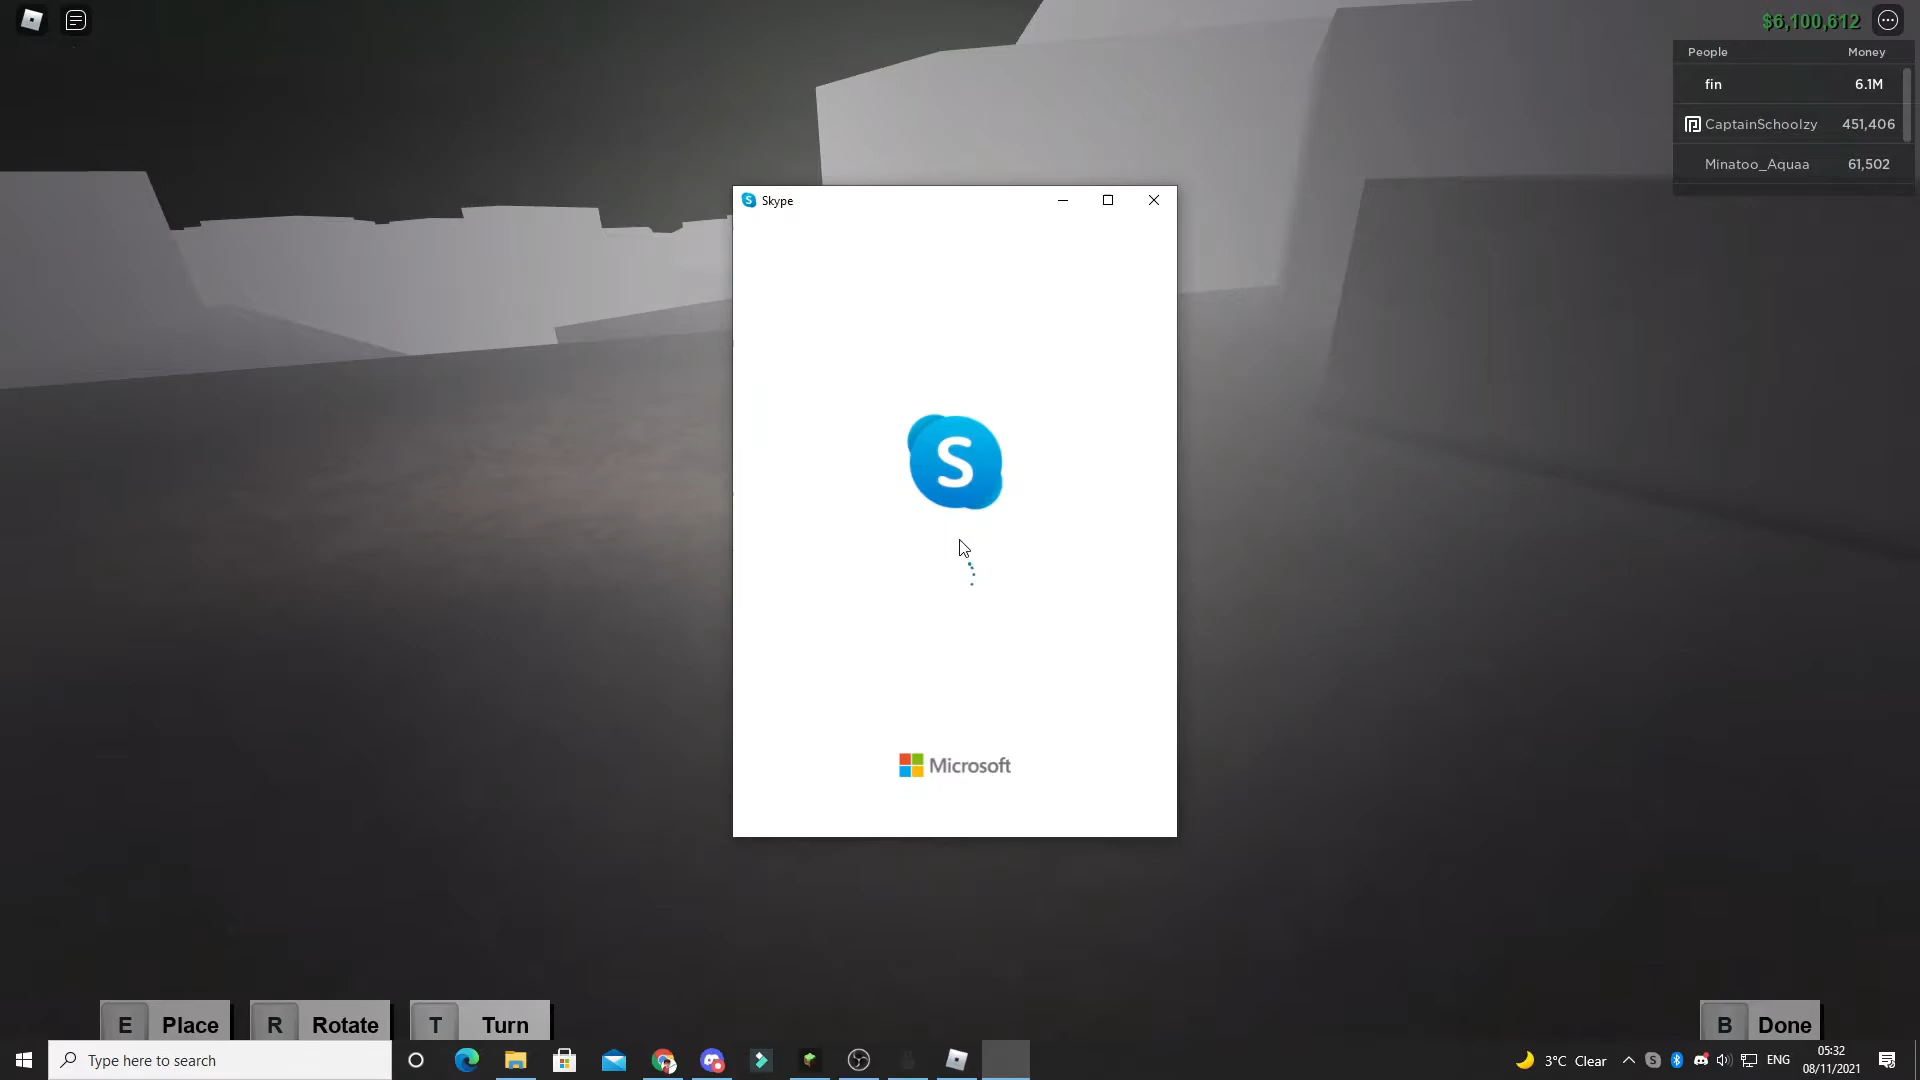 $6,100,612
People Money
fin 6.1M
CaptainSchoolzy 451,406
Minatoo_Aquaa 61,502
Skype
S
Microsoft
E Place R Rotate T Turn B Done
Type here to search
3°C Clear
ENG
05:32
08/11/2021